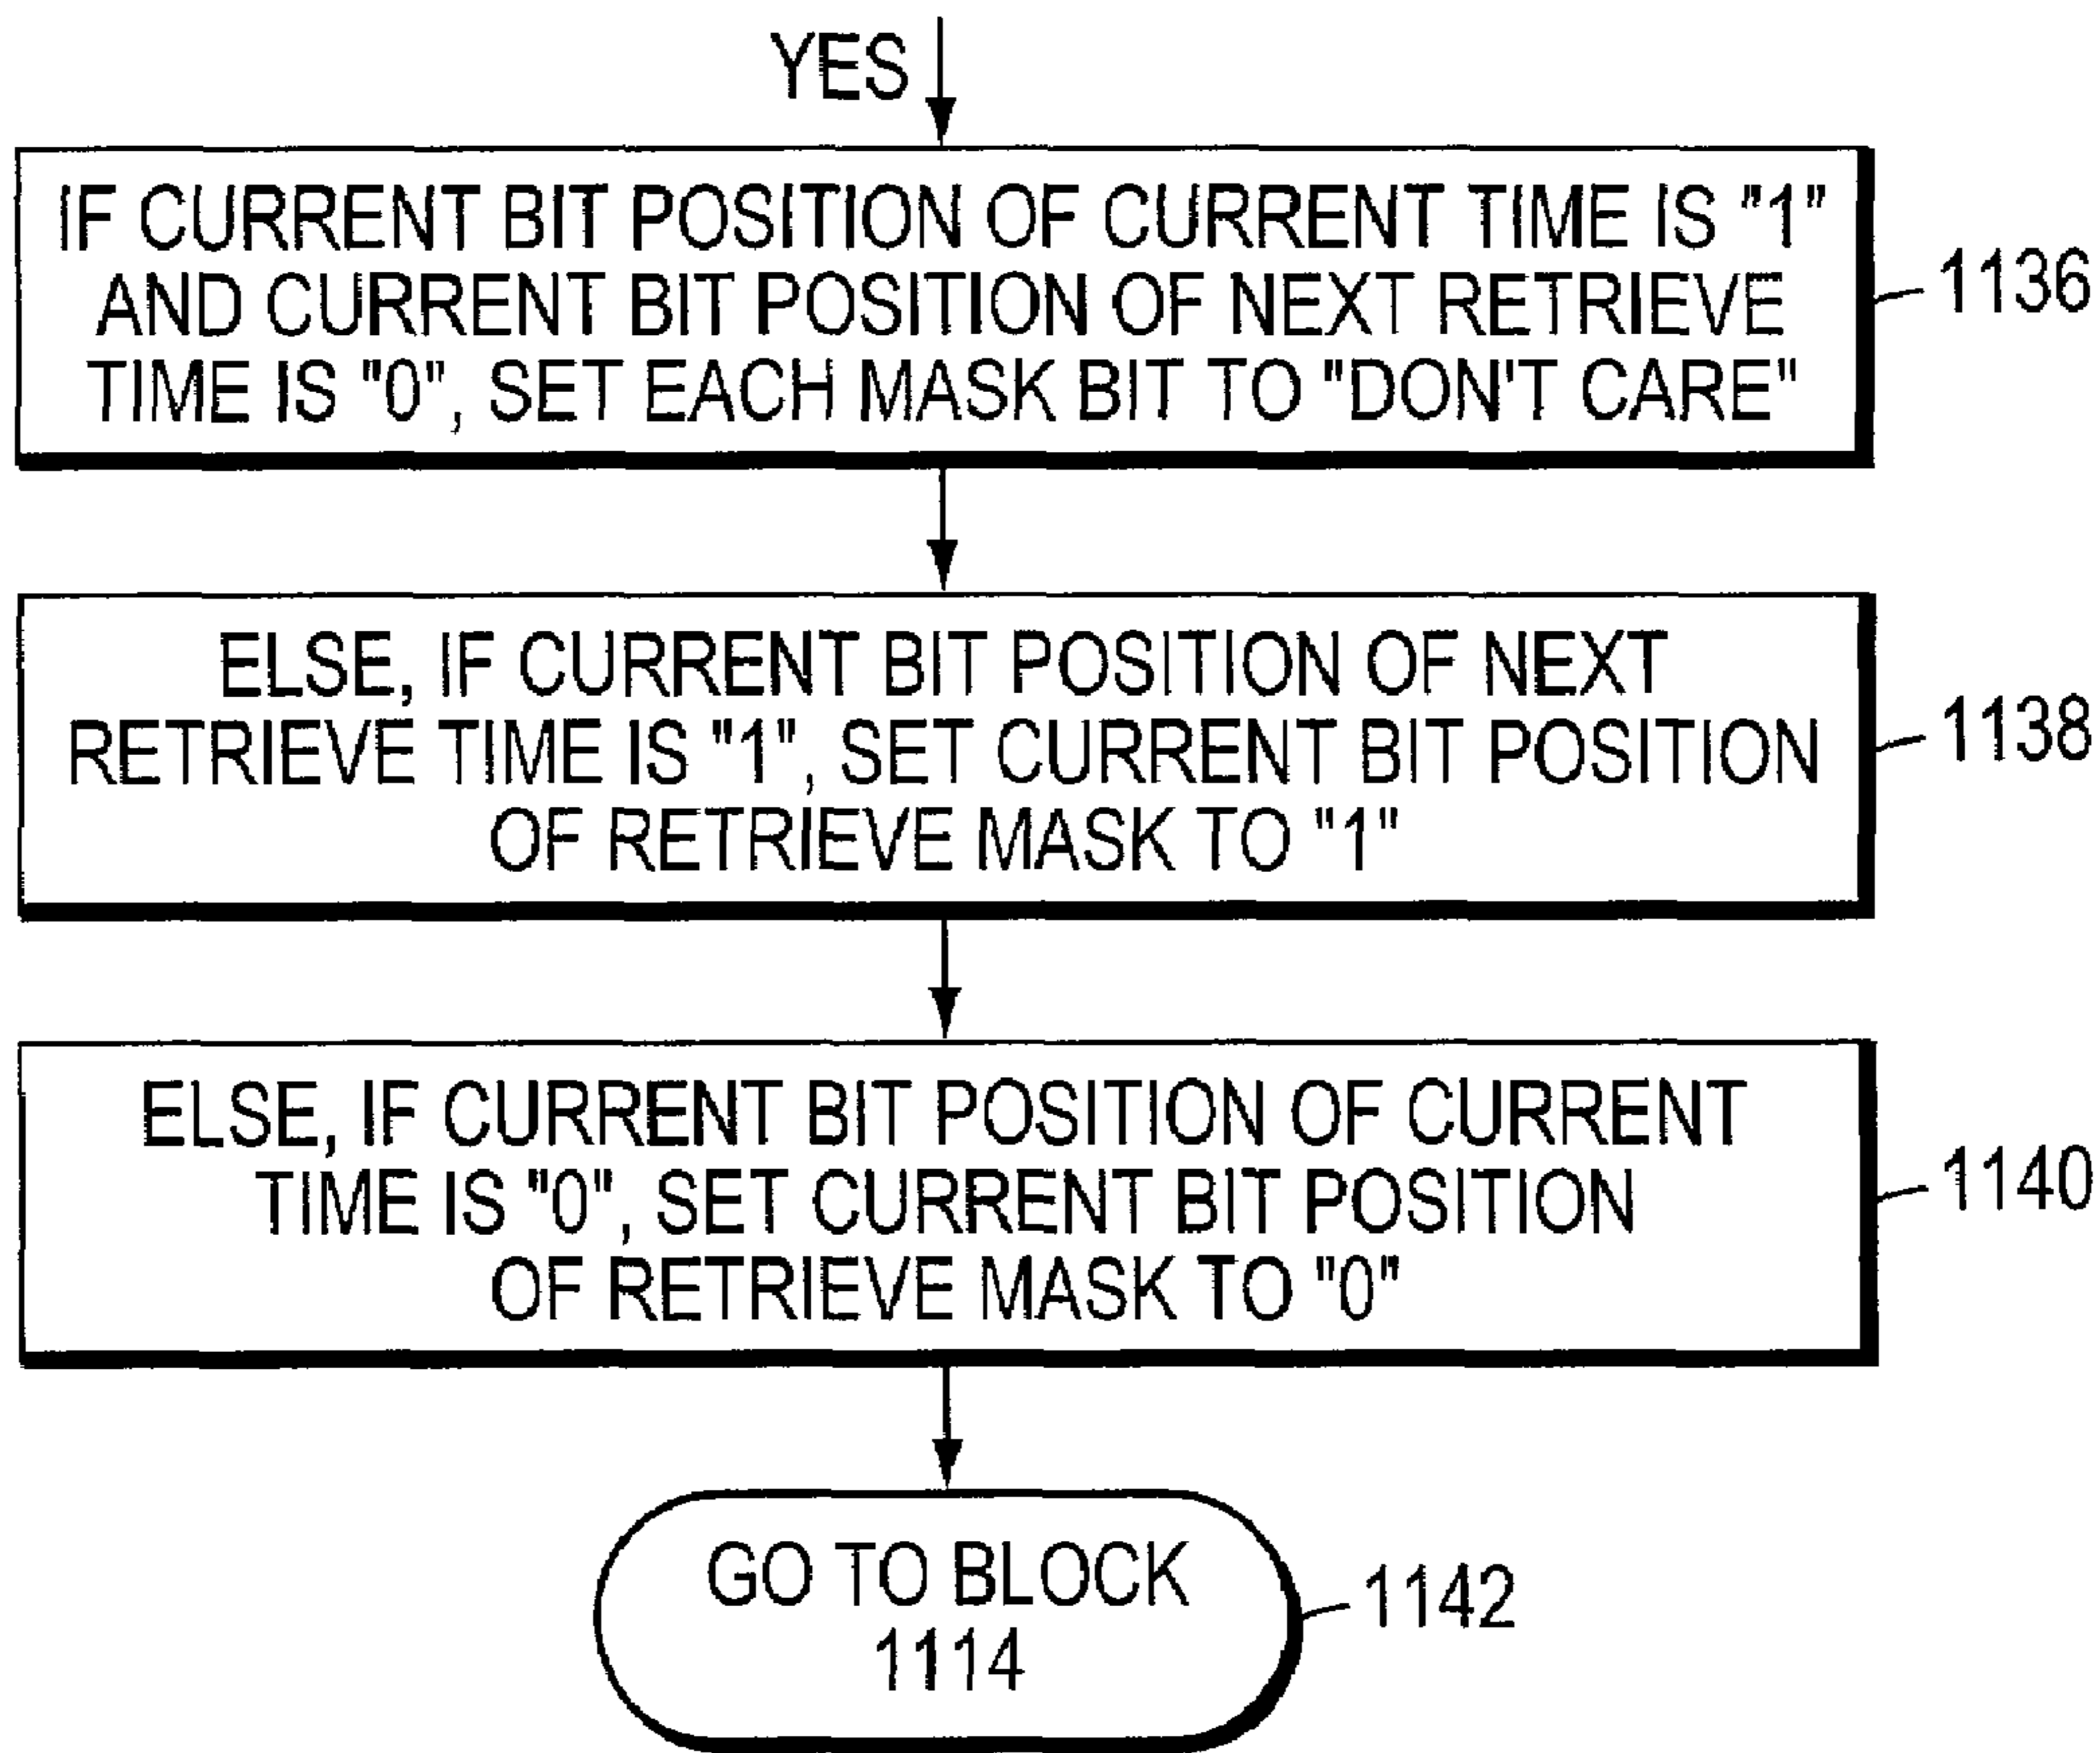 YES
IF CURRENT BIT POSITION OF CURRENT TIME IS "1"
AND CURRENT BIT POSITION OF NEXT RETRIEVE
TIME IS "0", SET EACH MASK BIT TO "DON'T CARE"
1136
ELSE, IF CURRENT BIT POSITION OF NEXT
RETRIEVE TIME IS "1", SET CURRENT BIT POSITION
OF RETRIEVE MASK TO "1"
1138
ELSE, IF CURRENT BIT POSITION OF CURRENT
TIME IS "0", SET CURRENT BIT POSITION
OF RETRIEVE MASK TO "0"
1140
GO TO BLOCK
1114
1142